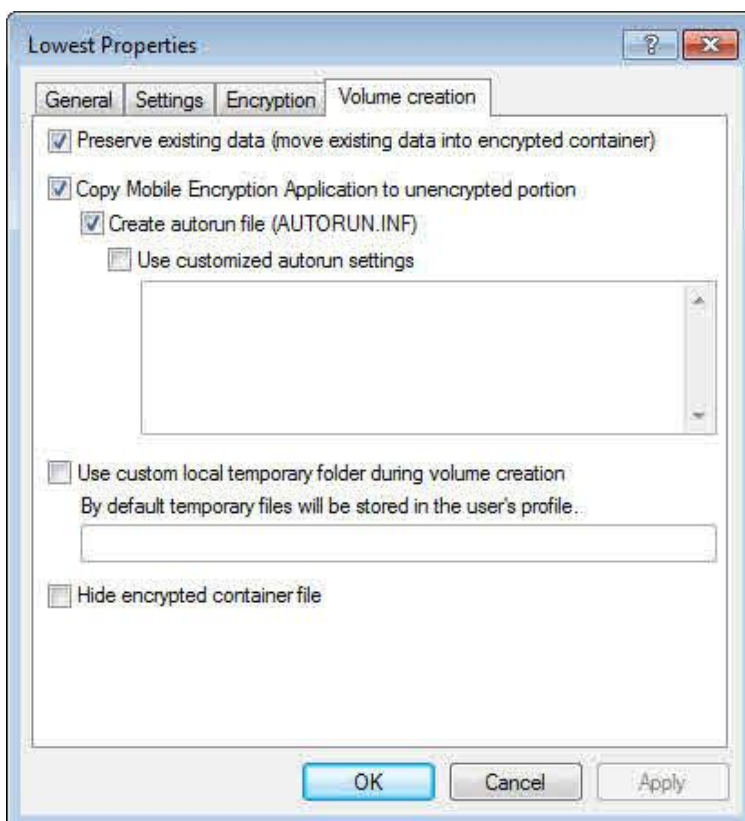 Lowest Properties
General Settings Encryption Volume creation
Preserve existing data (move existing data into encrypted container)
Copy Mobile Encryption Application to unencrypted portion
Create autorun file (AUTORUN.INF)
Use customized autorun settings
Use custom local temporary folder during volume creation
By default temporary files will be stored in the user's profile.
Hide encrypted container file
OK Cancel Apply